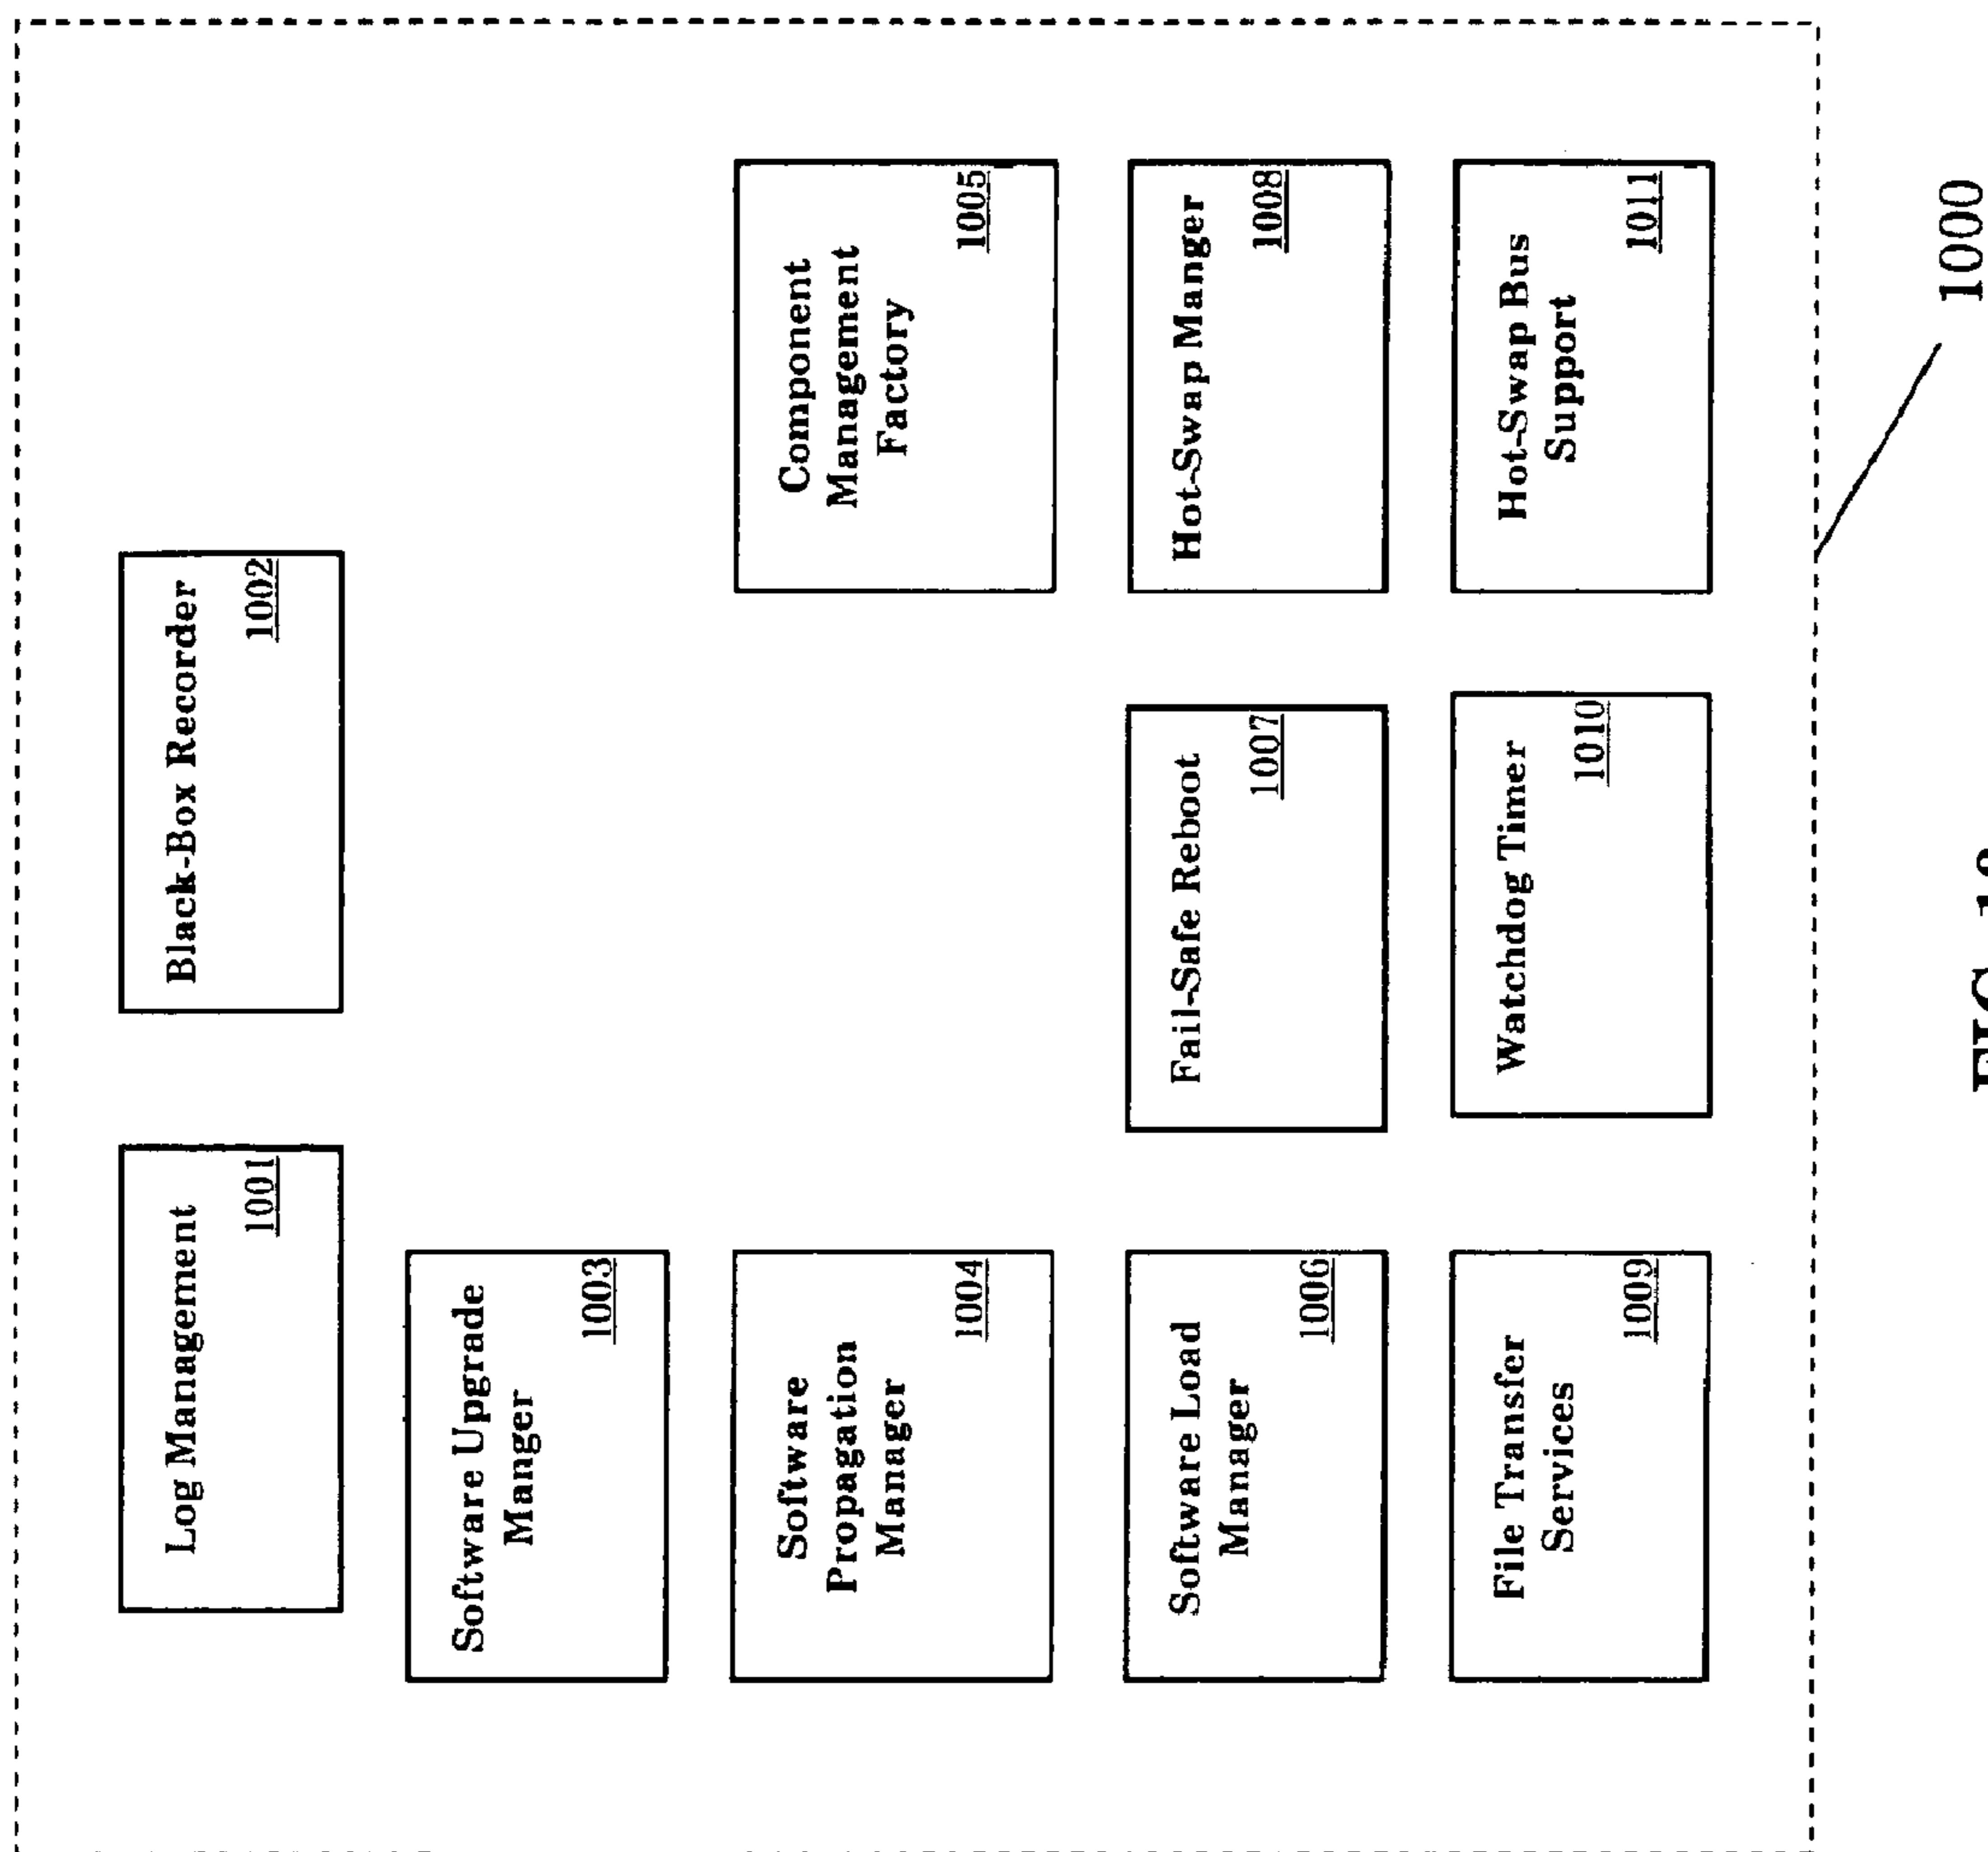 Log Management
1001
Black-Box Recorder
1002
Software Upgrade
Manger
1003
Software
Propagation
Manager
1004
Component
Management
Factory
1005
Software Load
Manager
1006
Fail-Safe Reboot
1007
Hot-Swap Manger
1008
File Transfer
Services
1009
Watchdog Timer
1010
Hot-Swap Bus
Support
1011
1000